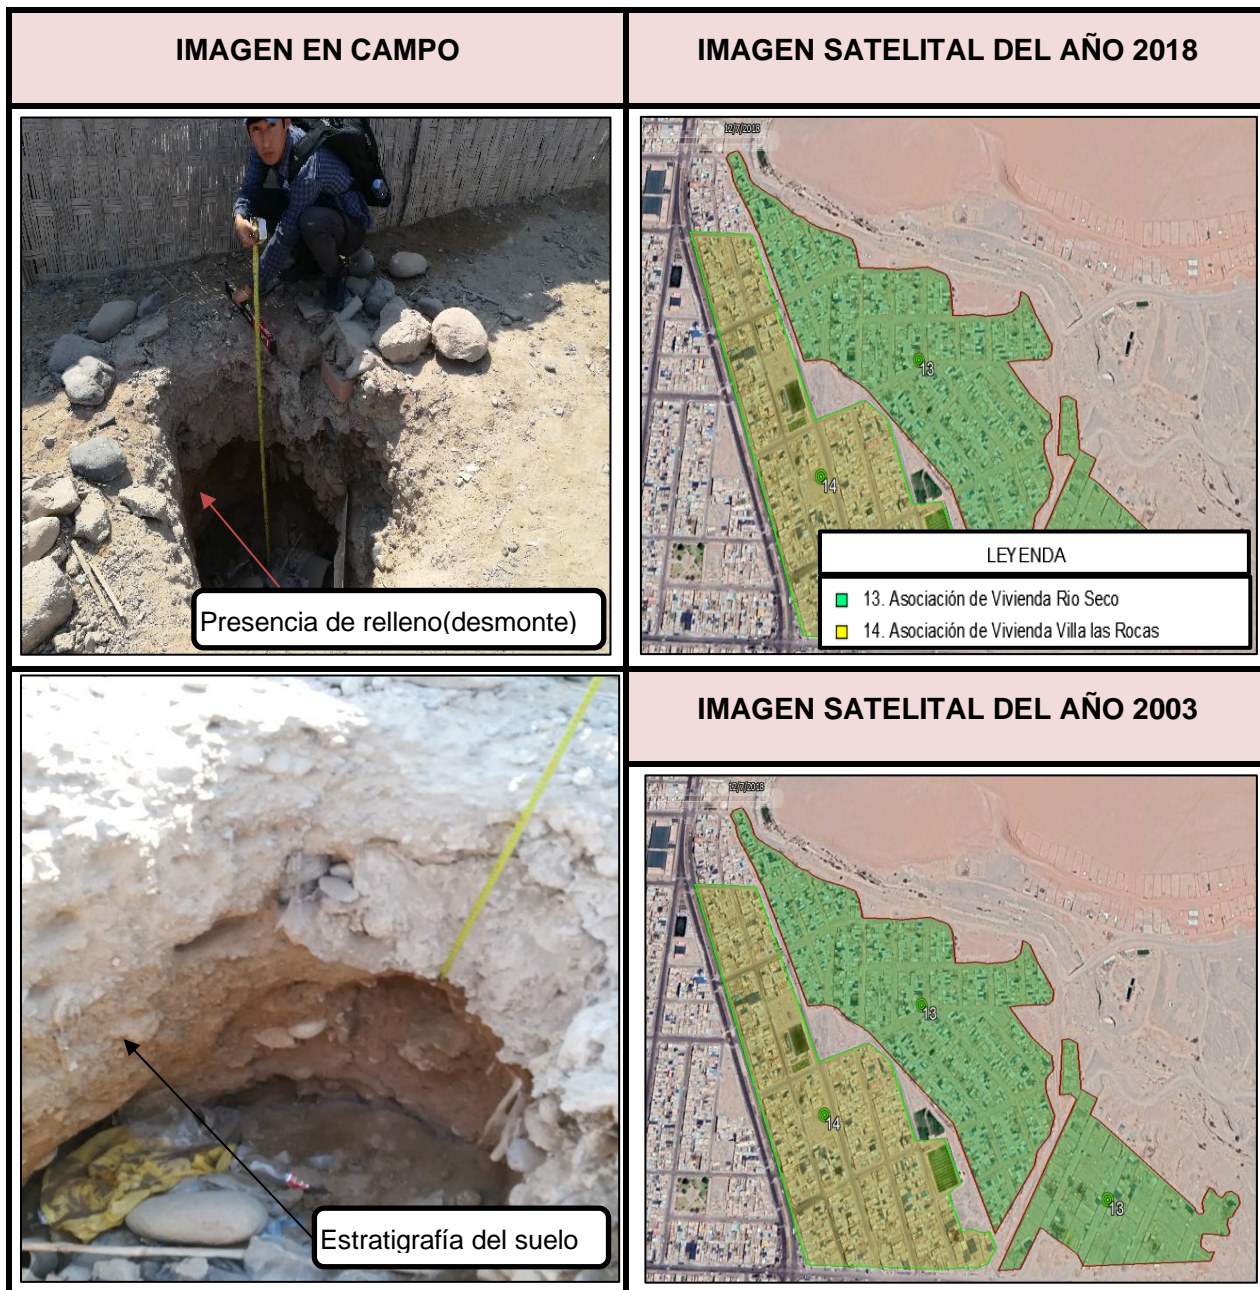 IMAGEN EN CAMPO
IMAGEN SATELITAL DEL AÑO 2018
Presencia de relleno(desmonte)
12/7/2018
13
14
LEYENDA
13. Asociación de Vivienda Rio Seco
14. Asociación de Vivienda Villa las Rocas
Estratigrafía del suelo
IMAGEN SATELITAL DEL AÑO 2003
12/7/2018
13
14
13